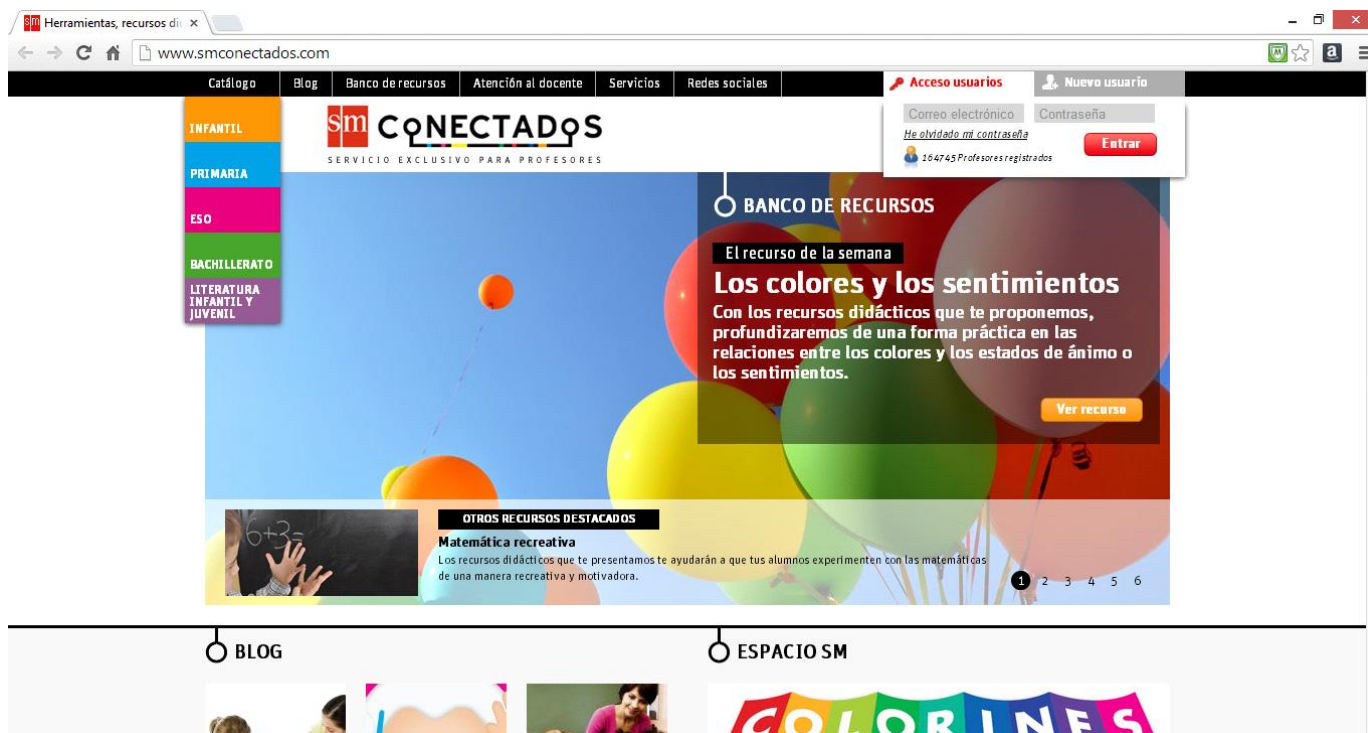 sm Herramientas, recursos di
www.smconectados.com
Catálogo Blog Banco de recursos Atención al docente Servicios Redes sociales
Acceso usuarios Nuevo usuario
Correo electrónico Contraseña
He olvidado mi contraseña
Entrar
164745 Profesores registrados
INFANTIL
PRIMARIA
ESO
BACHILLERATO
LITERATURA
INFANTIL Y
JUVENIL
sm CONECTADOS
SERVICIO EXCLUSIVO PARA PROFESORES
BANCO DE RECURSOS
El recurso de la semana
Los colores y los sentimientos
Con los recursos didácticos que te proponemos,
profundizaremos de una forma práctica en las
relaciones entre los colores y los estados de ánimo o
los sentimientos.
Ver recurso
6+3=
OTROS RECURSOS DESTACADOS
Matemática recreativa
Los recursos didácticos que te presentamos te ayudarán a que tus alumnos experimenten con las matemáticas
de una manera recreativa y motivadora.
1 2 3 4 5 6
BLOG
ESPACIO SM
COLORINES